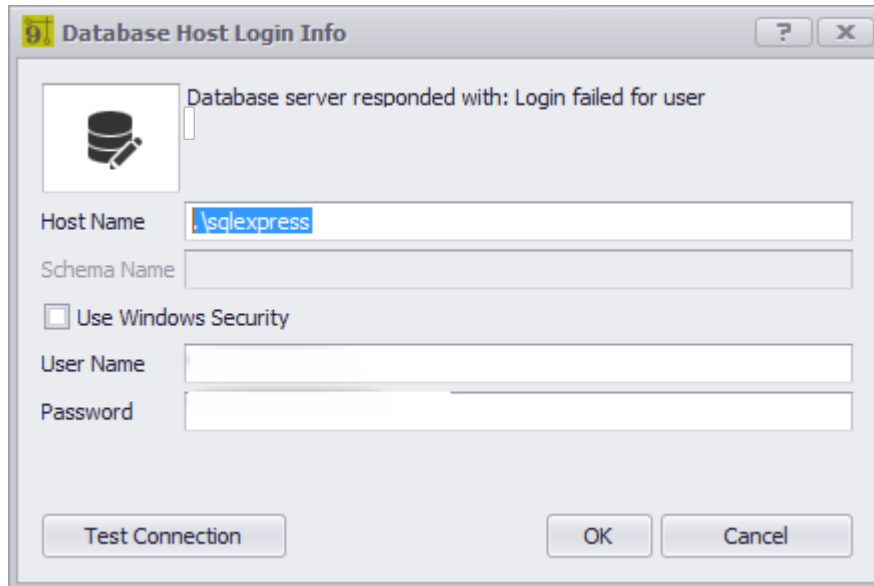 Database Host Login Info
Database server responded with: Login failed for user
Host Name
.\sqlexpress
Schema Name
Use Windows Security
User Name
Password
Test Connection
OK
Cancel